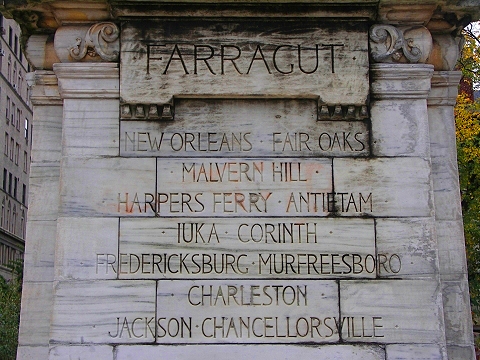 FARRAGUT
NEW ORLEANS · FAIR OAKS
MALVERN HILL
HARPERS FERRY · ANTIETAM
IUKA · CORINTH
FREDERICKSBURG · MURFREESBORO
CHARLESTON
JACKSON · CHANCELLORSVILLE